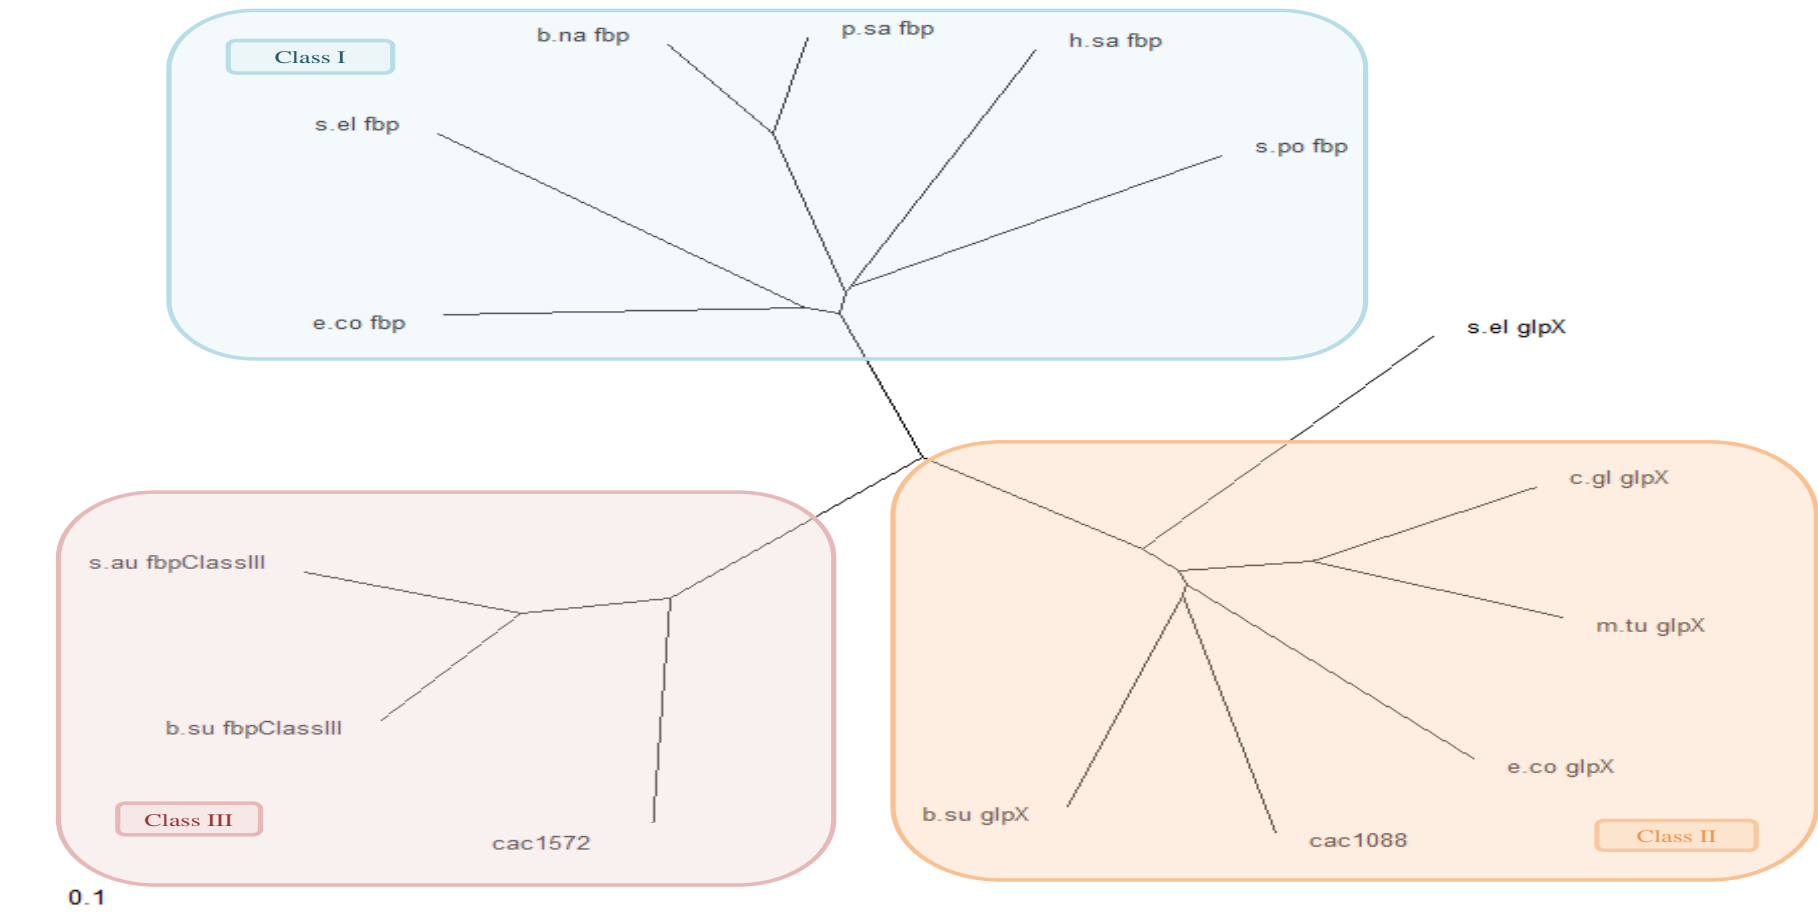 p.sa fbp
b.na fbp
h.sa fbp
Class I
s.el fbp
s.po fbp
e.co fbp
s.el glpX
c.gl glpX
s.au fbpClassIII
m.tu glpX
b.su fbpClassIII
e.co glpX
b.su glpX
Class III
Class II
cac1572
cac1088
0.1